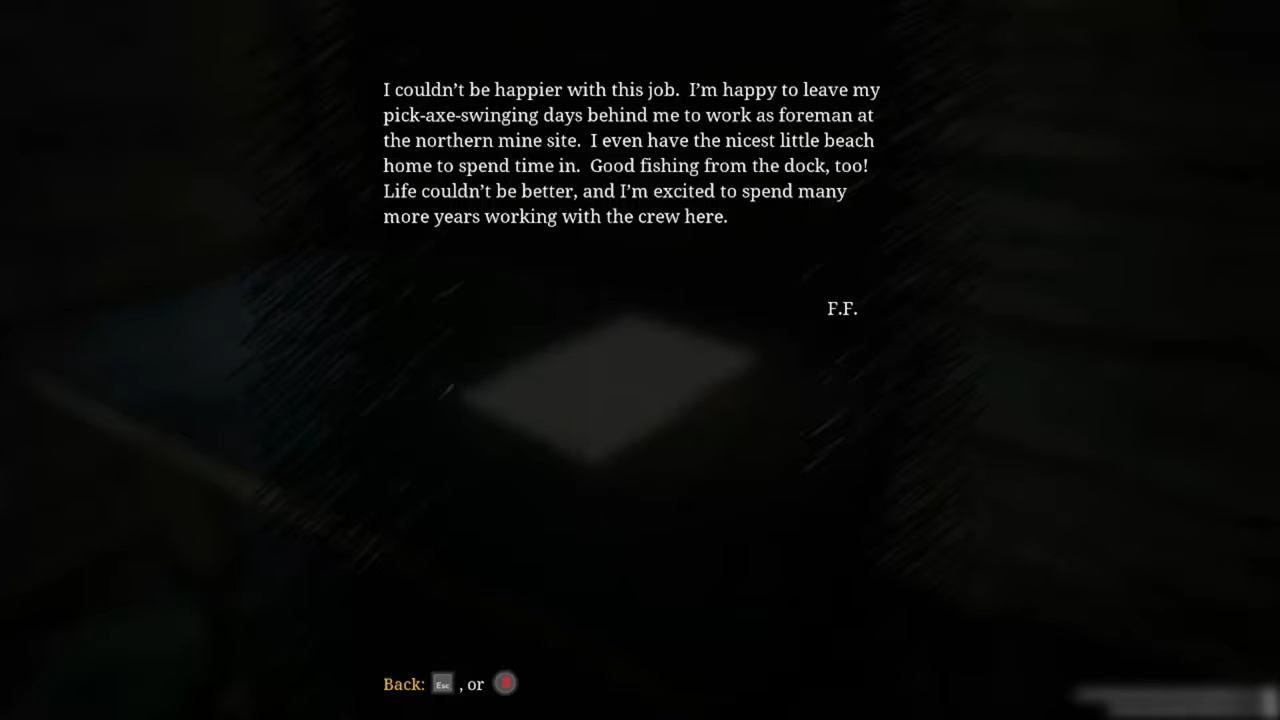 I couldn’t be happier with this job.  I’m happy to leave my
pick-axe-swinging days behind me to work as foreman at
the northern mine site.  I even have the nicest little beach
home to spend time in.  Good fishing from the dock, too!
Life couldn’t be better, and I’m excited to spend many
more years working with the crew here.
F.F.
Back: Esc , or